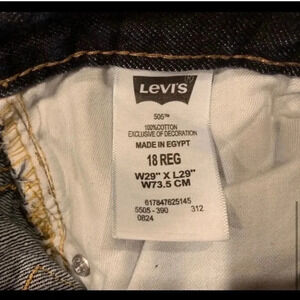 Levi's
505™
100%COTTON
EXCLUSIVE OF DECORATION
MADE IN EGYPT
18 REG
W29" X L29"
W73.5 CM
617847625145
5505-390 312
0824